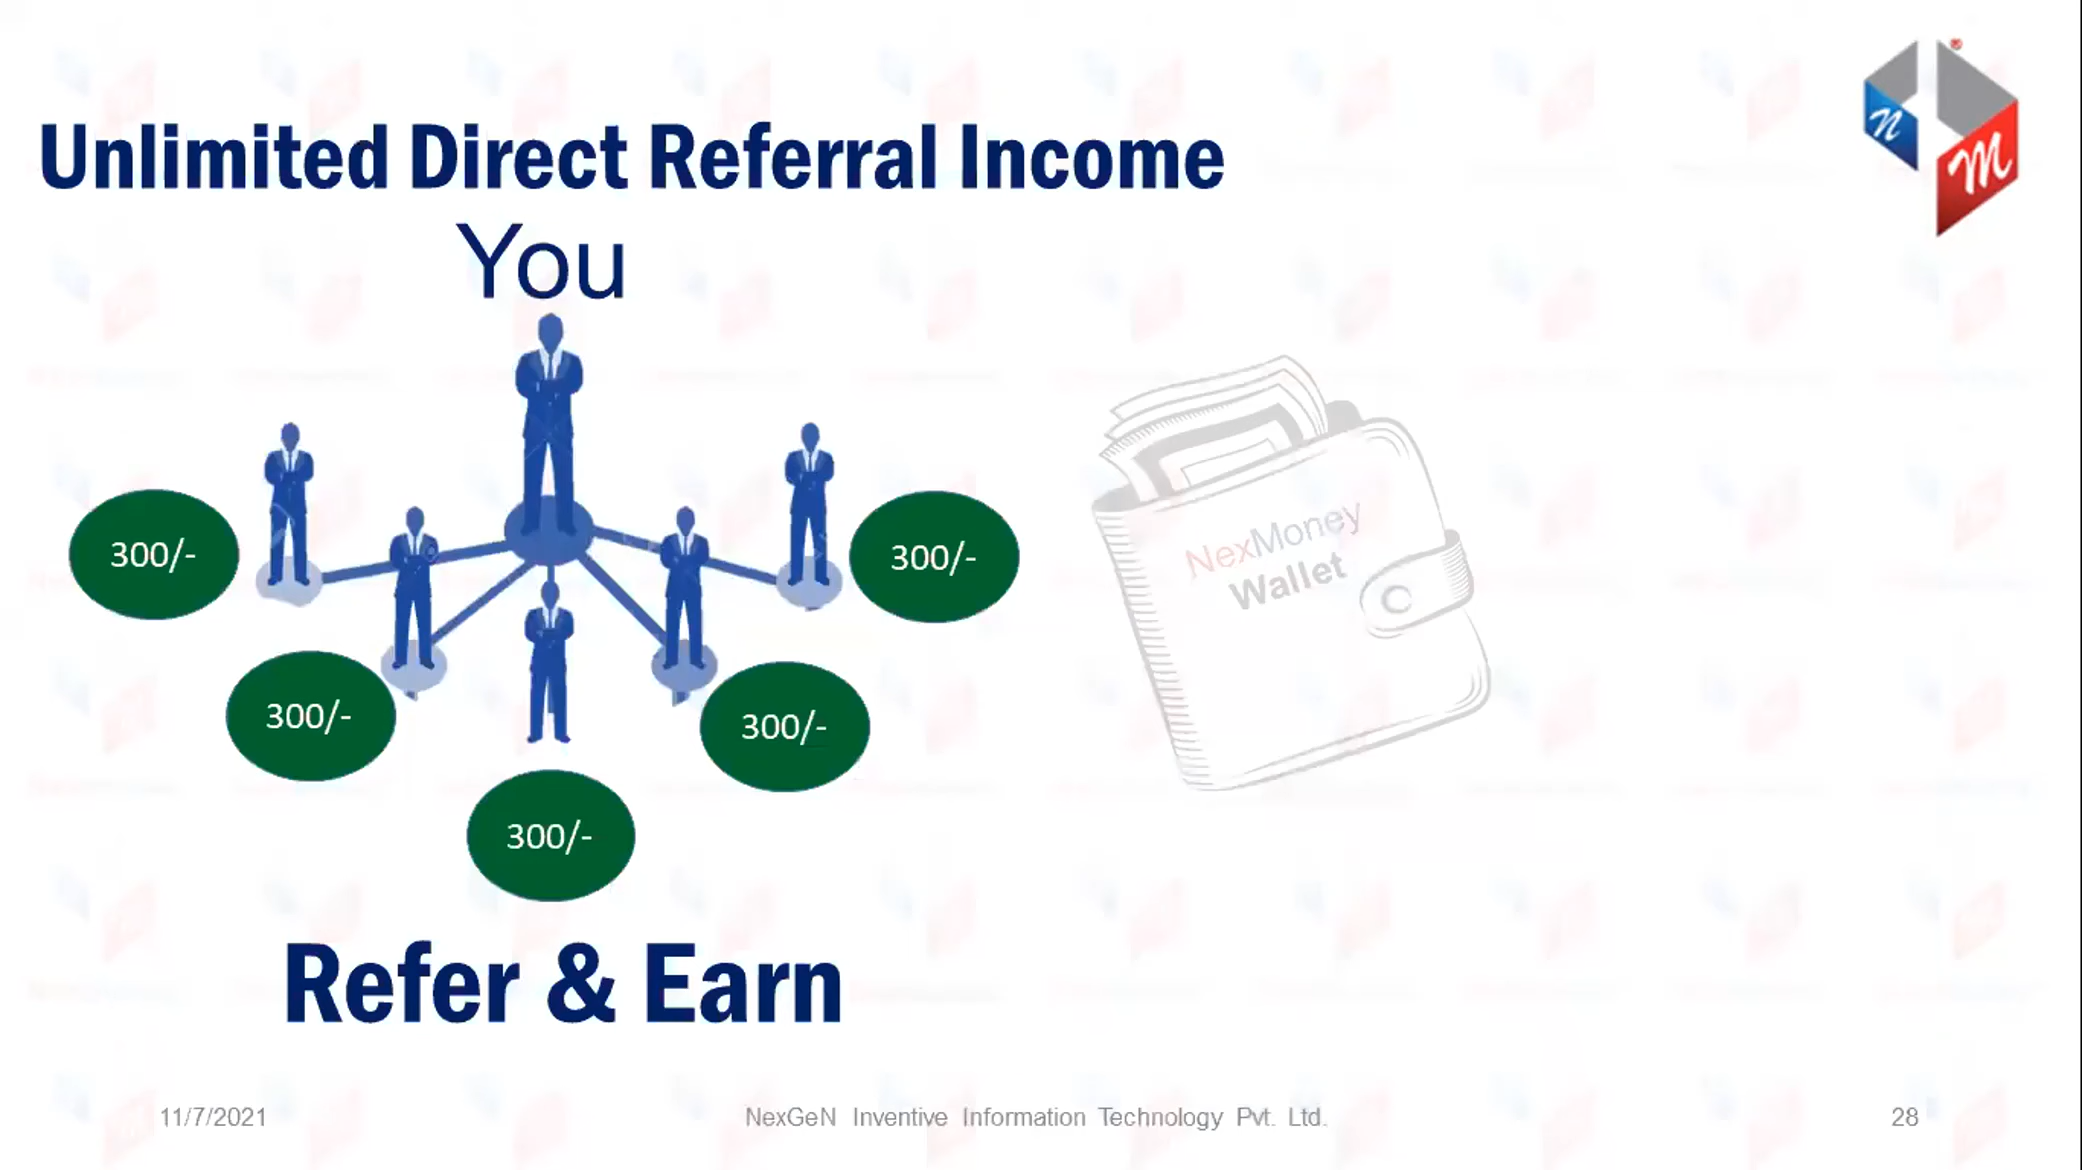 Unlimited Direct Referral Income
You
300/-
300/-
300/-
300/-
300/-
NexMoney
Wallet
n
M
®
Refer & Earn
11/7/2021
NexGeN Inventive Information Technology Pvt. Ltd.
28